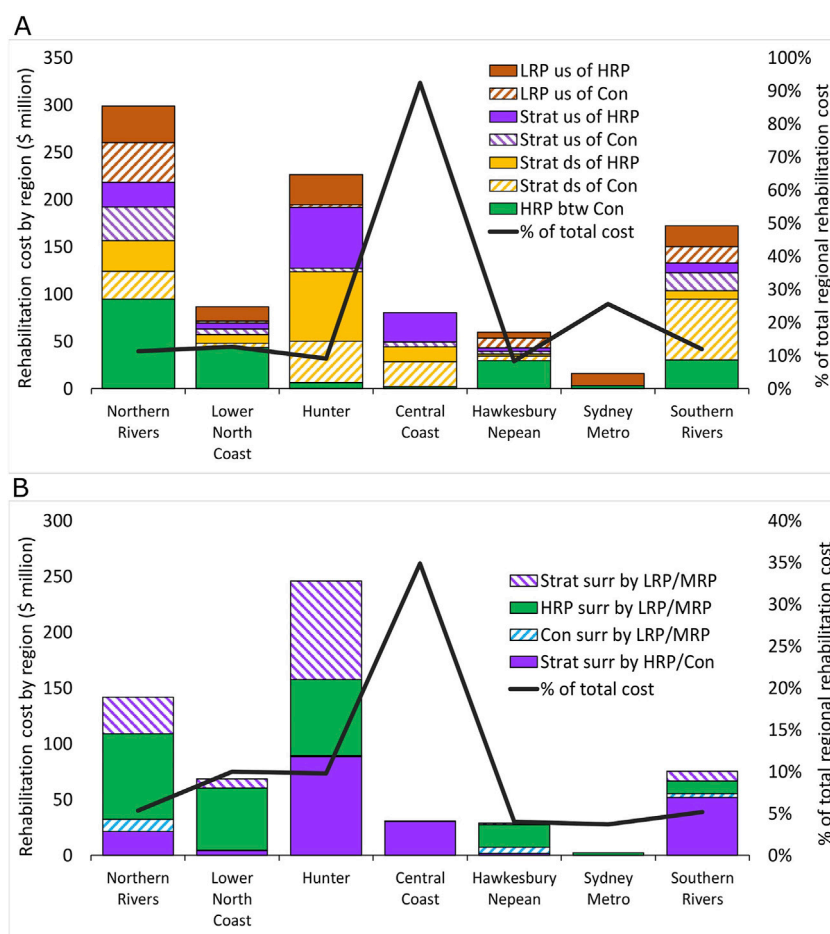 A
Rehabilitation cost by region ($ million)
350
300
250
200
150
100
50
0
LRP us of HRP
LRP us of Con
Strat us of HRP
Strat us of Con
Strat ds of HRP
Strat ds of Con
HRP btw Con
% of total cost
100%
90%
80%
70%
60%
50%
40%
30%
20%
10%
0%
% of total regional rehabilitation cost
Northern
Rivers
Lower
North
Coast
Hunter
Central
Coast
Hawkesbury
Nepean
Sydney
Metro
Southern
Rivers
B
Rehabilitation cost by region ($ million)
300
250
200
150
100
50
0
Strat surr by LRP/MRP
HRP surr by LRP/MRP
Con surr by LRP/MRP
Strat surr by HRP/Con
% of total cost
40%
35%
30%
25%
20%
15%
10%
5%
0%
% of total regional rehabilitation cost
Northern
Rivers
Lower
North
Coast
Hunter
Central
Coast
Hawkesbury
Nepean
Sydney
Metro
Southern
Rivers